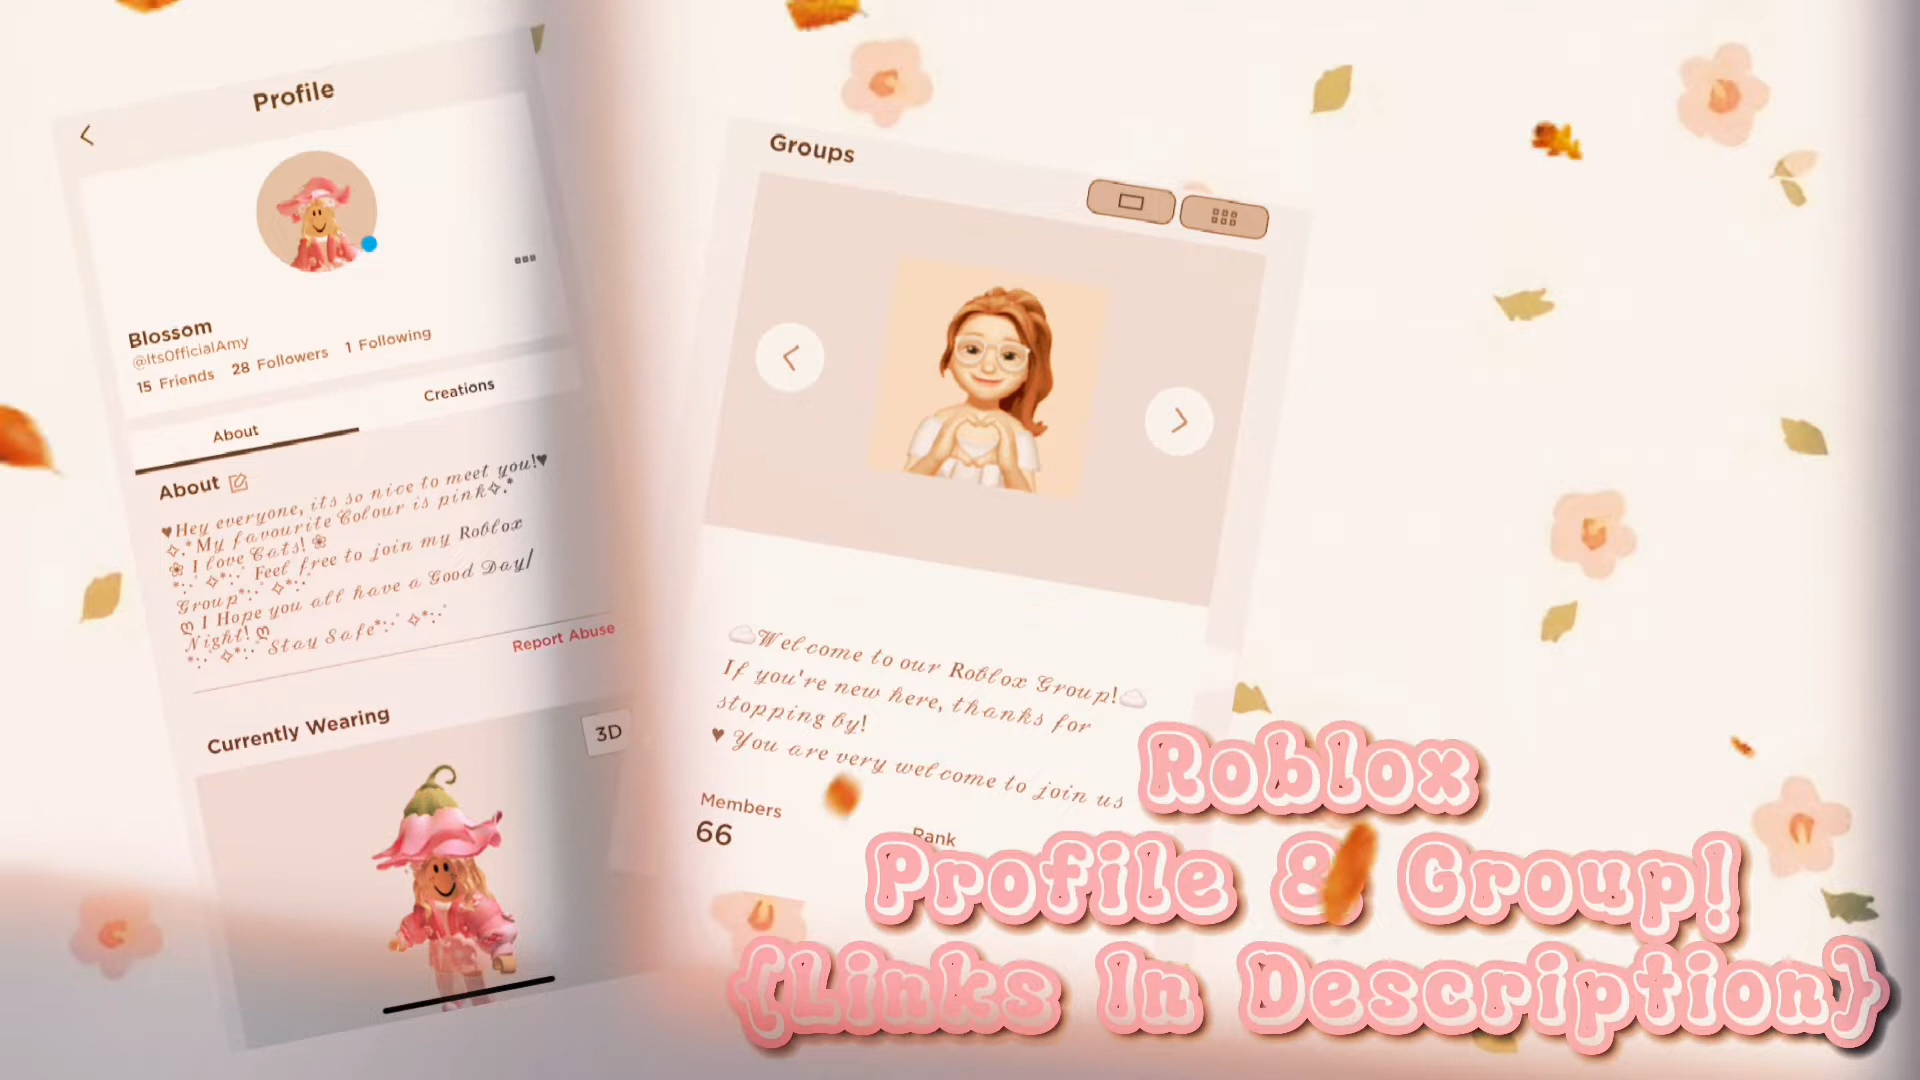 Profile
Blossom
@ItsOfficialAmy
15 Friends 28 Followers 1 Following
About
Creations
About
♥Hey everyone, its so nice to meet you!♥
✧.*My favourite Colour is pink✧.*
❀ I love Cats! ❀
*:･ﾟ✧*:･ﾟ Feel free to join my Roblox
Group*:･ﾟ✧*:･ﾟ
ღ I Hope you all have a Good Day/
Night! ღ
*:･ﾟ✧*:･ﾟStay Safe*:･ﾟ✧*:･ﾟ
Report Abuse
Currently Wearing
3D
Groups
☁️Welcome to our Roblox Group!☁️
If you're new here, thanks for
stopping by!
♥ You are very welcome to join us
Members
66
Rank
Roblox
Profile & Group!
{Links In Description}